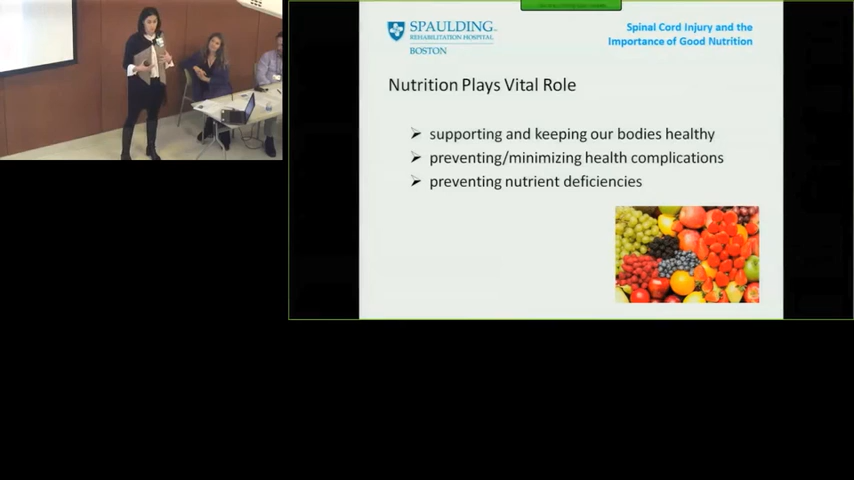 SPAULDING
REHABILITATION HOSPITAL
BOSTON
Spinal Cord Injury and the
Importance of Good Nutrition
Nutrition Plays Vital Role
supporting and keeping our bodies healthy
preventing/minimizing health complications
preventing nutrient deficiencies